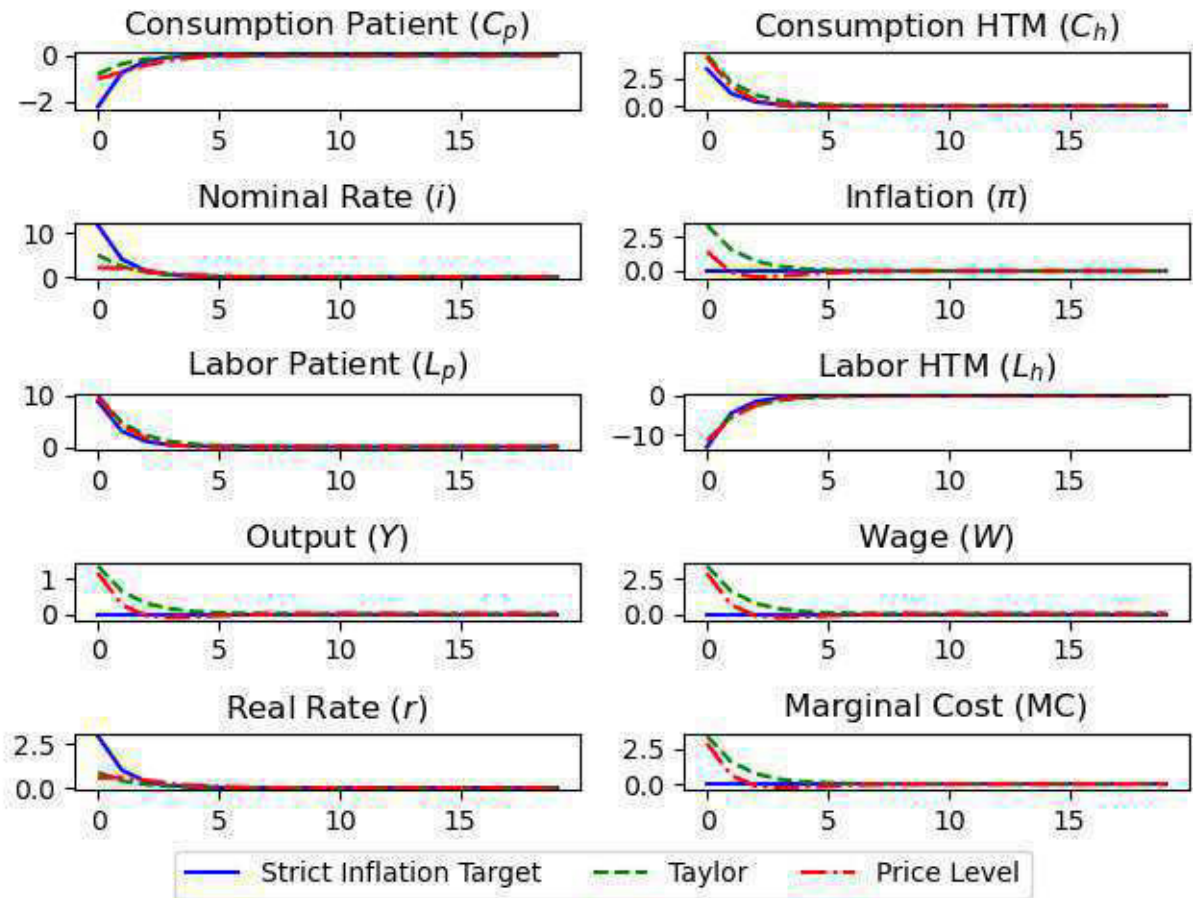 Consumption Patient (C_p) Consumption HTM (C_h)
0
−2
2.5
0.0
0 5 10 15 0 5 10 15
Nominal Rate (i) Inflation (π)
10
0
2.5
0.0
0 5 10 15 0 5 10 15
Labor Patient (L_p) Labor HTM (L_h)
10
0
0
−10
0 5 10 15 0 5 10 15
Output (Y) Wage (W)
1
0
2.5
0.0
0 5 10 15 0 5 10 15
Real Rate (r) Marginal Cost (MC)
2.5
0.0
2.5
0.0
0 5 10 15 0 5 10 15
Strict Inflation Target Taylor Price Level